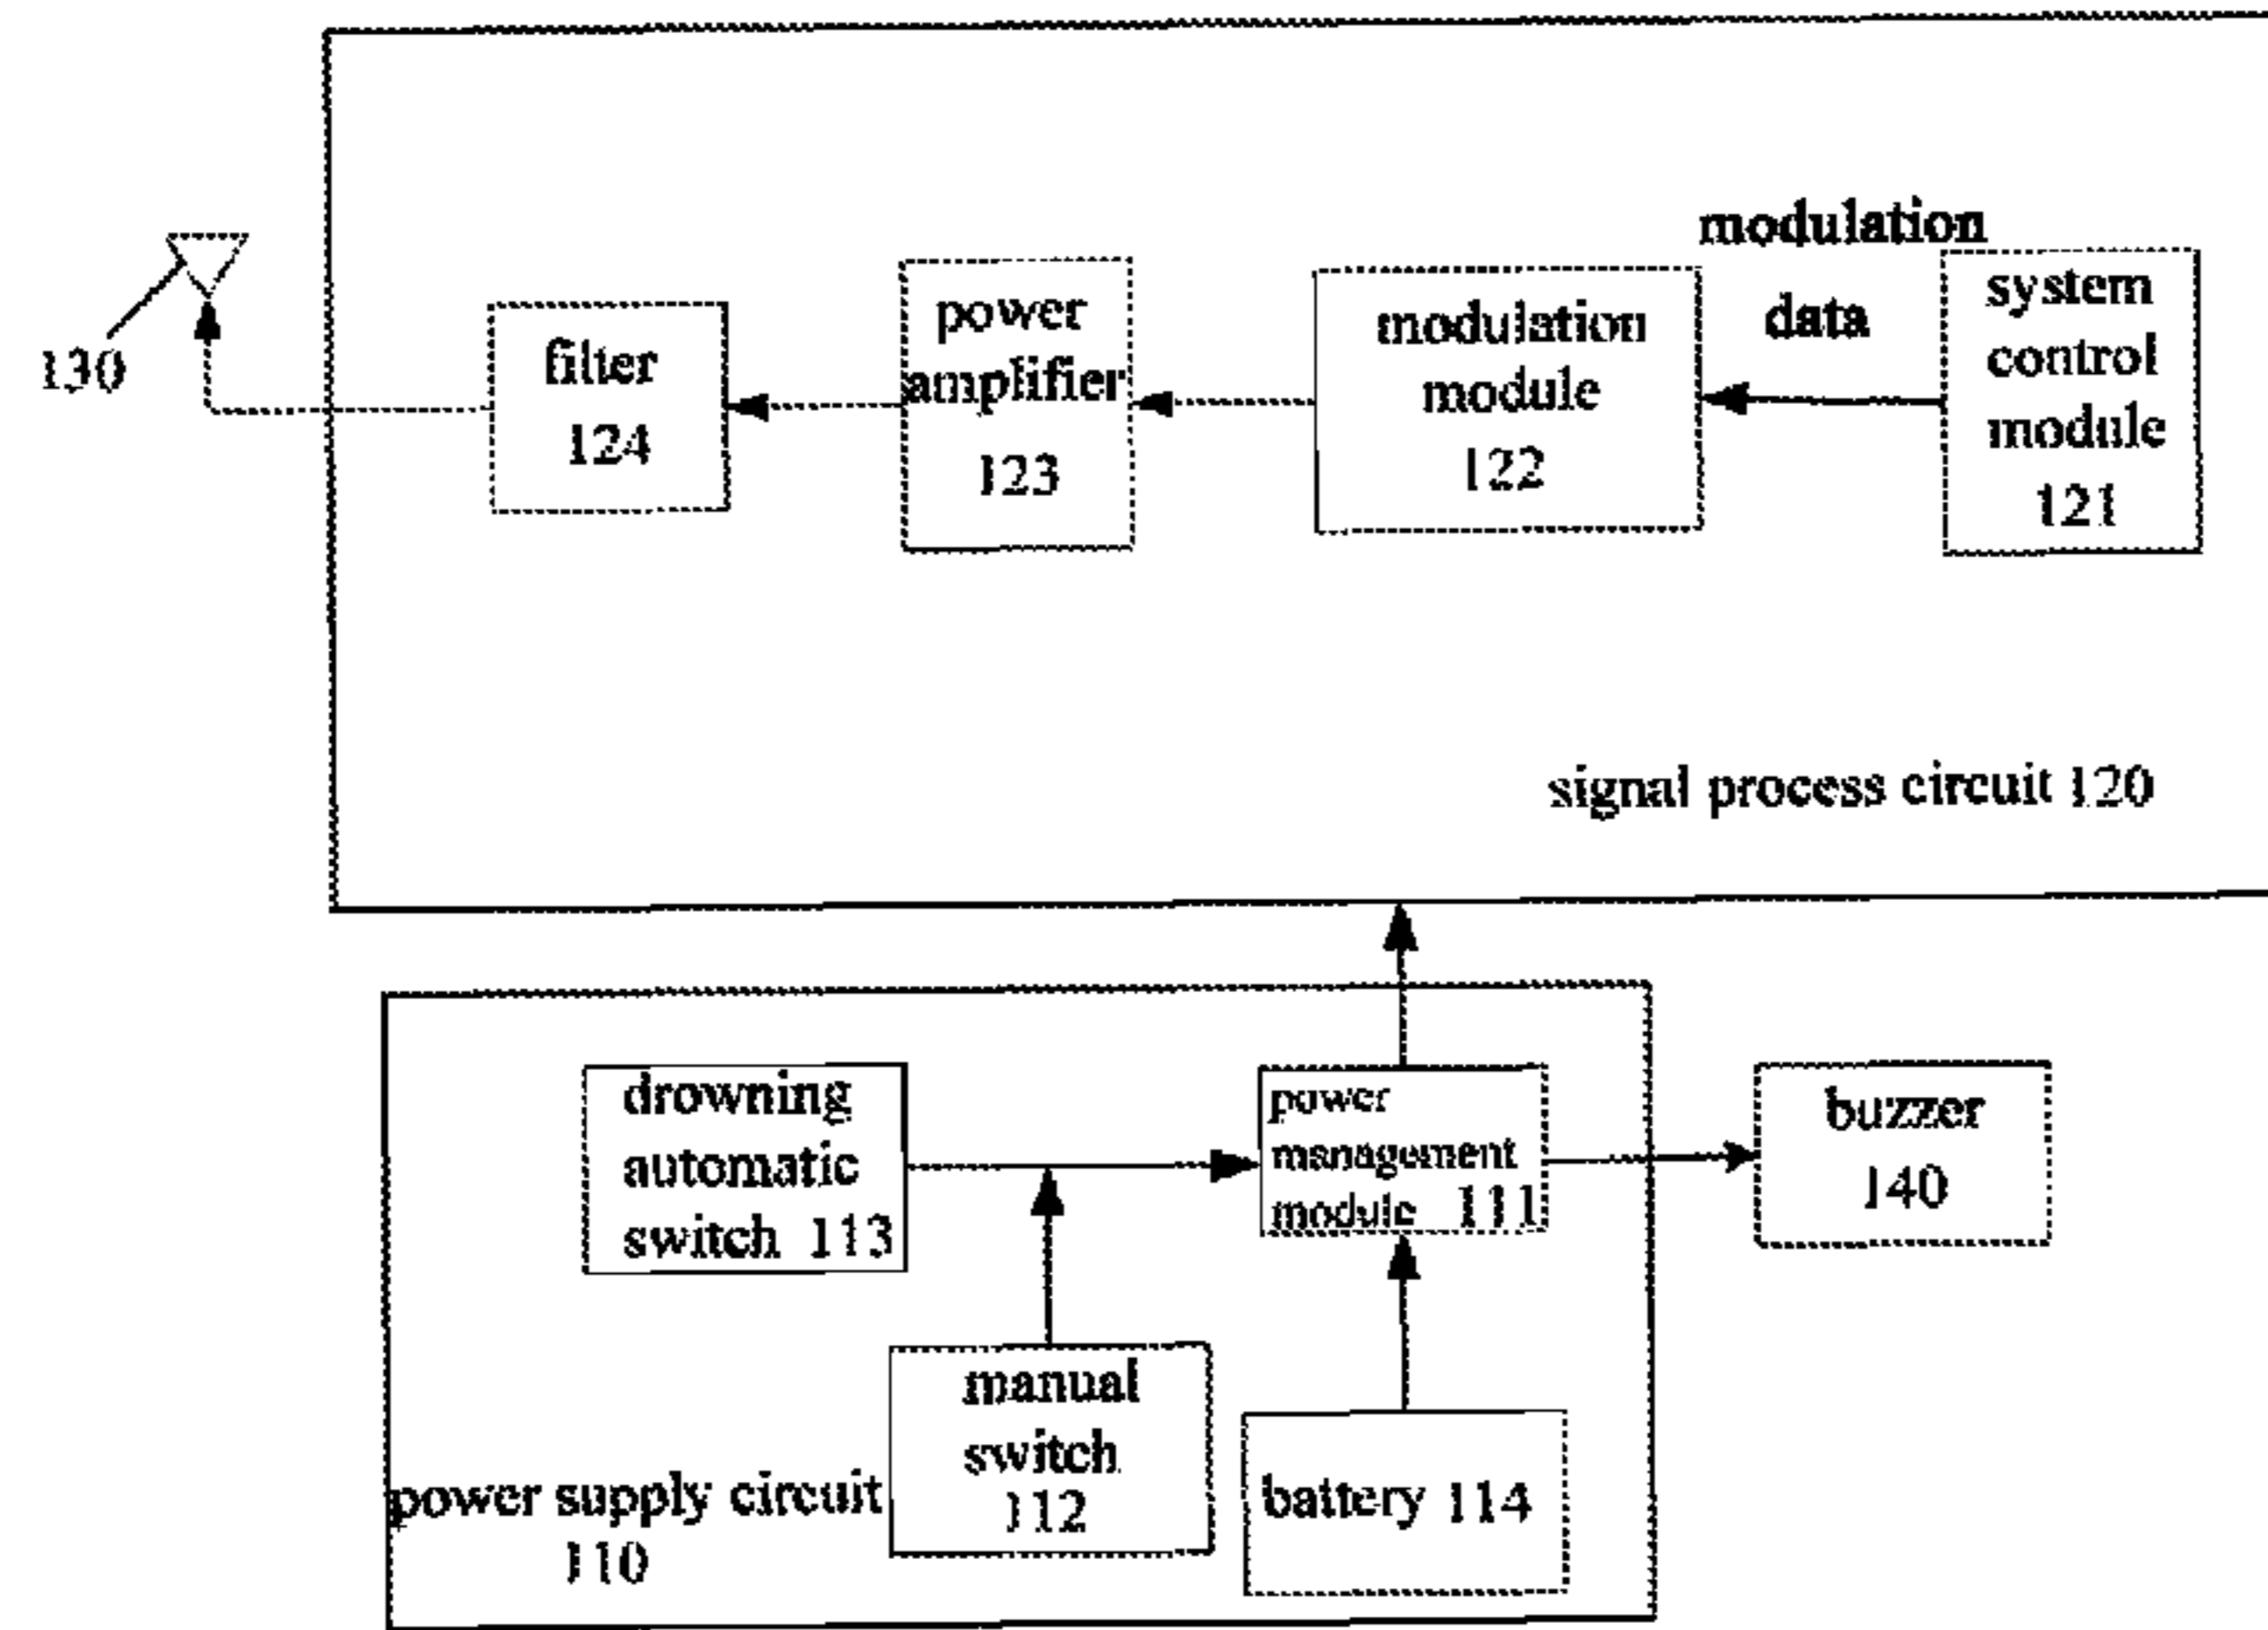 130
filter
124
power
amplifier
123
modulation
module
122
modulation
data
system
control
module
121
signal process circuit 120
drowning
automatic
switch 113
power
management
module 111
buzzer
140
manual
switch
112
battery 114
power supply circuit
110